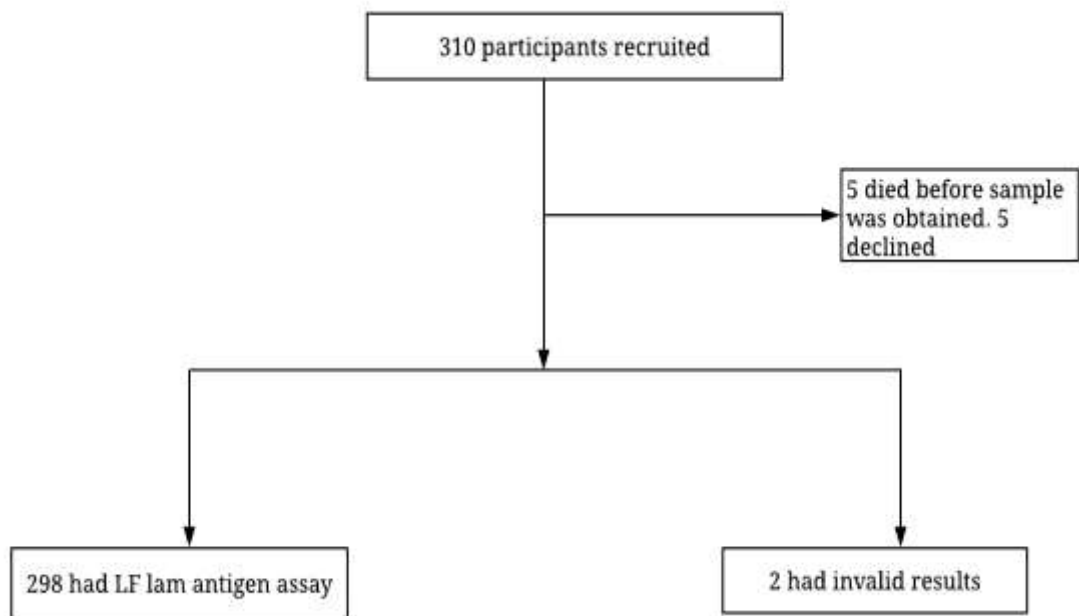 310 participants recruited
5 died before sample
was obtained. 5
declined
298 had LF lam antigen assay
2 had invalid results